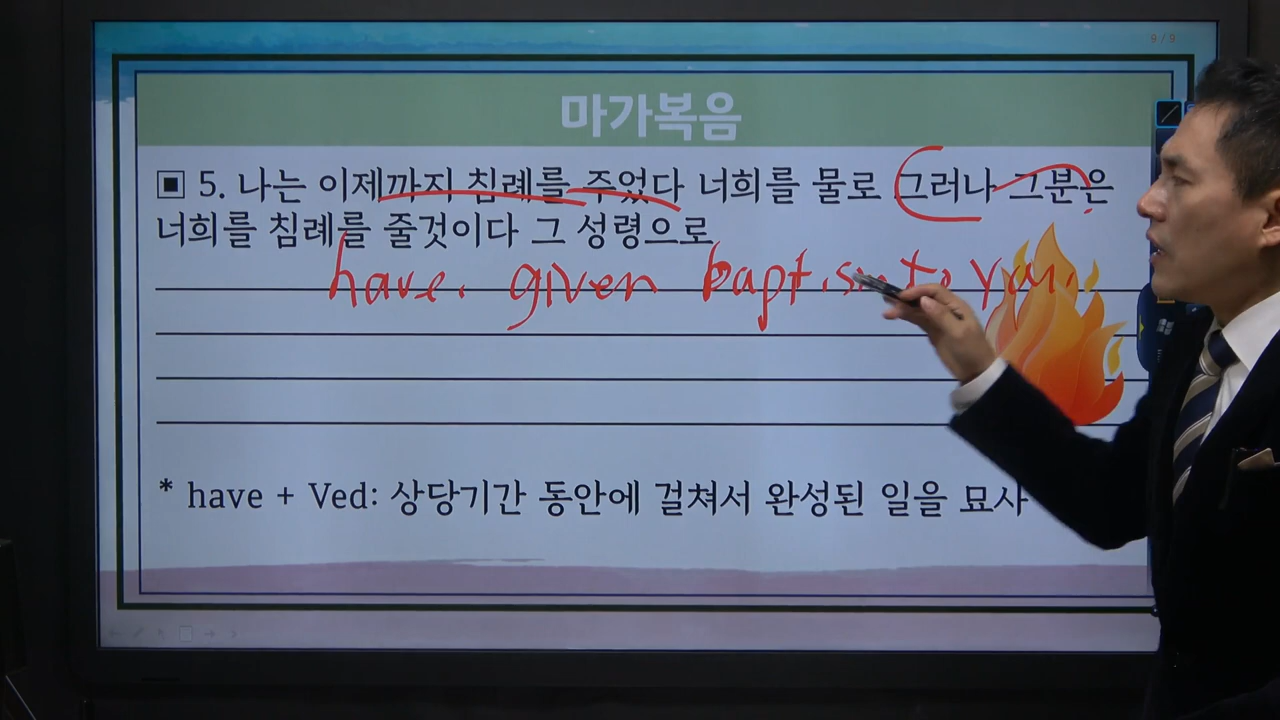 9 / 9
마가복음
▣ 5. 나는 이제까지 침례를 주었다 너희를 물로 그러나 그분은
너희를 침례를 줄것이다 그 성령으로
have. given baptism to you.
* have + Ved: 상당기간 동안에 걸쳐서 완성된 일을 묘사